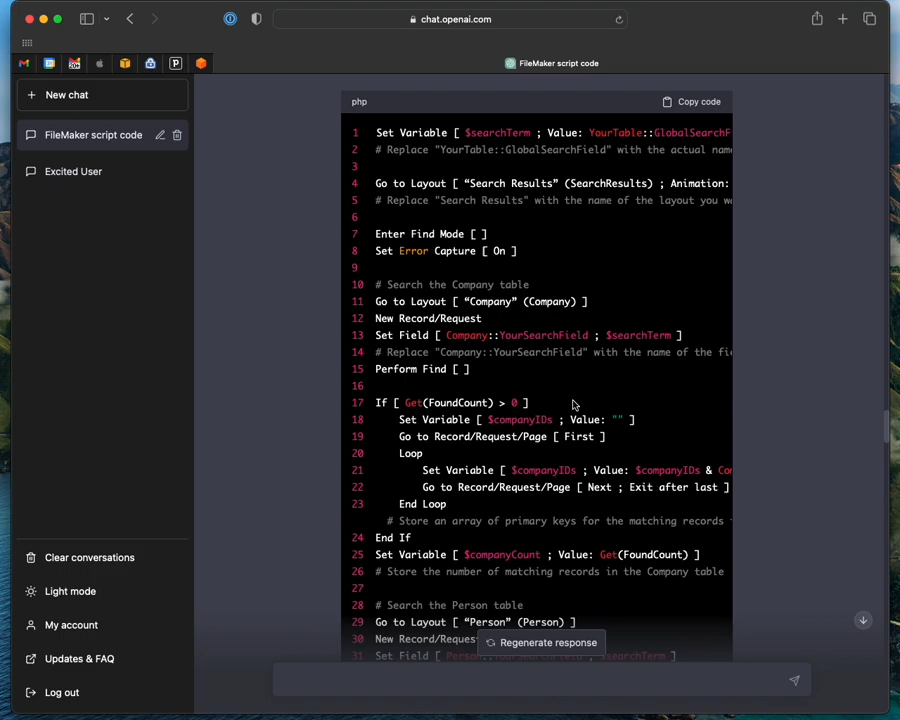 chat.openai.com
20+
FileMaker script code
New chat
FileMaker script code
Excited User
php
Copy code
1 Set Variable [ $searchTerm ; Value: YourTable::GlobalSearchF
2 # Replace "YourTable::GlobalSearchField" with the actual nam
3
4 Go to Layout [ “Search Results” (SearchResults) ; Animation:
5 # Replace "Search Results" with the name of the layout you w
6
7 Enter Find Mode [ ]
8 Set Error Capture [ On ]
9
10 # Search the Company table
11 Go to Layout [ “Company” (Company) ]
12 New Record/Request
13 Set Field [ Company::YourSearchField ; $searchTerm ]
14 # Replace "Company::YourSearchField" with the name of the fi
15 Perform Find [ ]
16
17 If [ Get(FoundCount) > 0 ]
18 Set Variable [ $companyIDs ; Value: "" ]
19 Go to Record/Request/Page [ First ]
20 Loop
21 Set Variable [ $companyIDs ; Value: $companyIDs & Co
22 Go to Record/Request/Page [ Next ; Exit after last ]
23 End Loop
# Store an array of primary keys for the matching records
24 End If
25 Set Variable [ $companyCount ; Value: Get(FoundCount) ]
26 # Store the number of matching records in the Company table
27
28 # Search the Person table
29 Go to Layout [ “Person” (Person) ]
30 New Record/Reques
31 Set Field [ Person::YourSearchField ; $searchTerm ]
Regenerate response
Clear conversations
Light mode
My account
Updates & FAQ
Log out